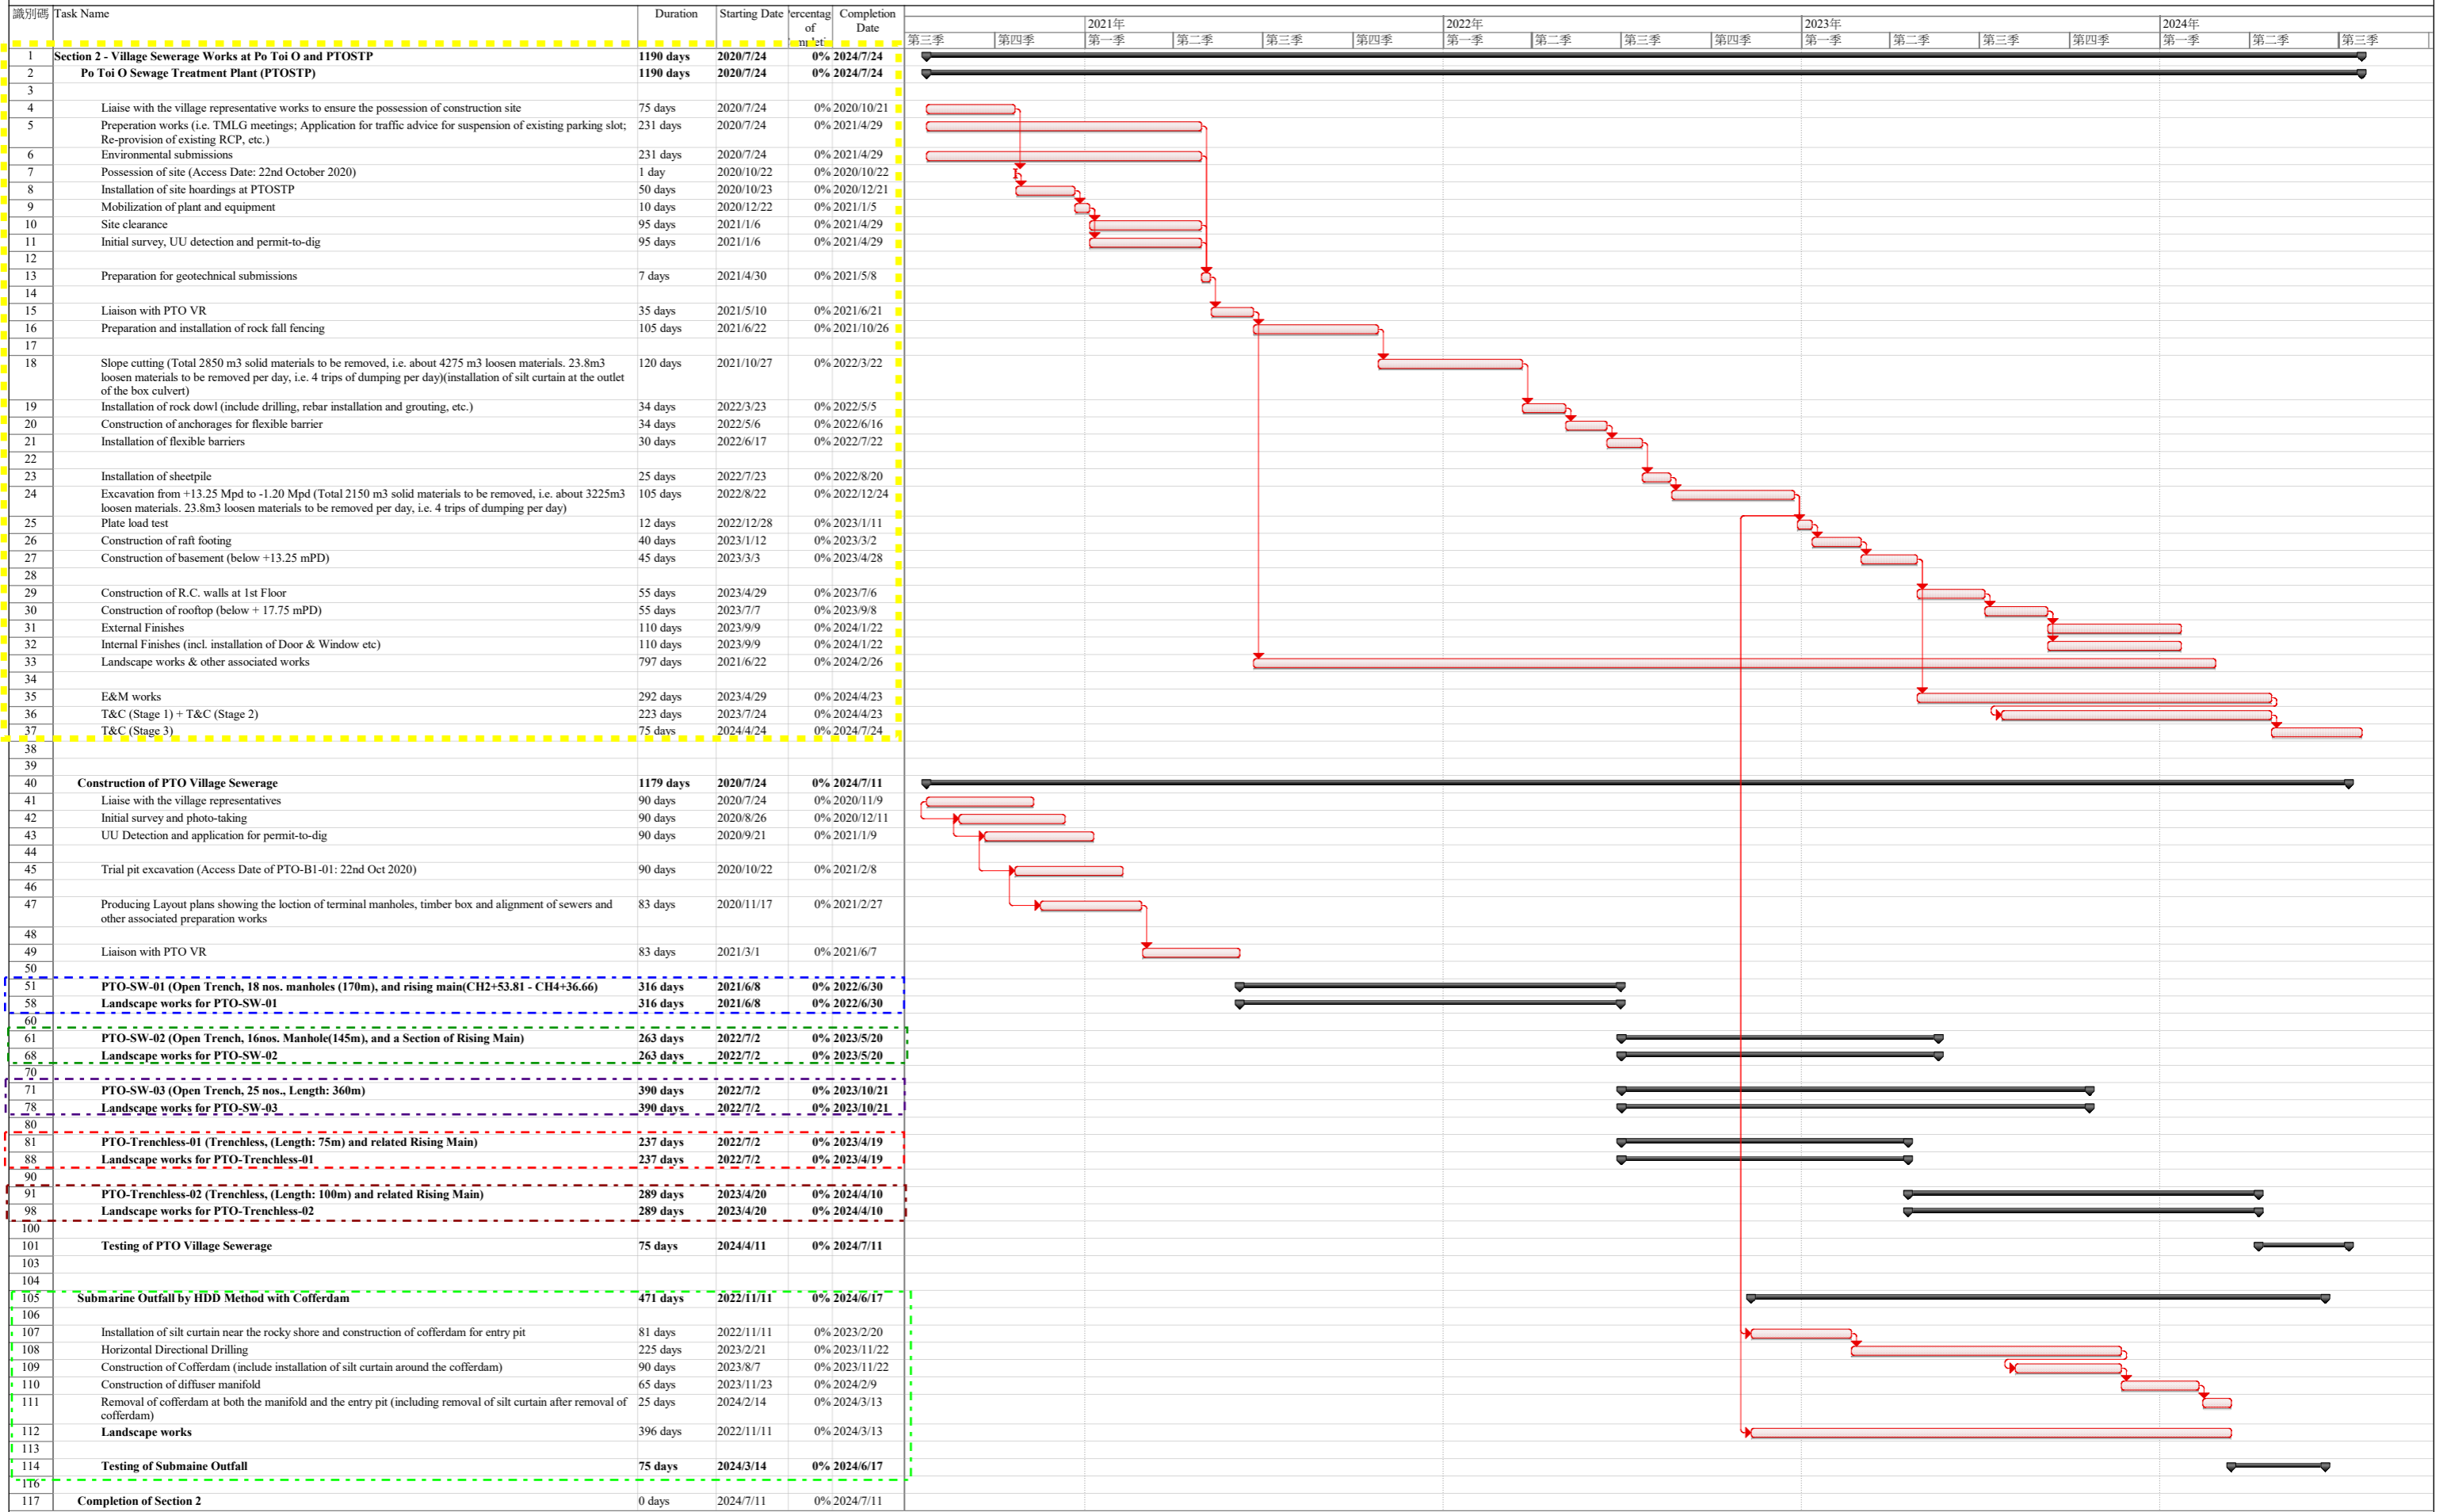 識別碼 Task Name Duration Starting Date Percentag Completion
of Date
2021年 2022年 2023年 2024年
第三季 第四季 第一季 第二季 第三季 第四季 第一季 第二季 第三季 第四季 第一季 第二季 第三季 第四季 第一季 第二季 第三季
1 Section 2 - Village Sewerage Works at Po Toi O and PTOSTP 1190 days 2020/7/24 0% 2024/7/24
2 Po Toi O Sewage Treatment Plant (PTOSTP) 1190 days 2020/7/24 0% 2024/7/24
3
4 Liaise with the village representative works to ensure the possession of construction site 75 days 2020/7/24 0% 2020/10/21
5 Preperation works (i.e. TMLG meetings; Application for traffic advice for suspension of existing parking slot; 231 days 2020/7/24 0% 2021/4/29
Re-provision of existing RCP, etc.)
6 Environmental submissions 231 days 2020/7/24 0% 2021/4/29
7 Possession of site (Access Date: 22nd October 2020) 1 day 2020/10/22 0% 2020/10/22
8 Installation of site hoardings at PTOSTP 50 days 2020/10/23 0% 2020/12/21
9 Mobilization of plant and equipment 10 days 2020/12/22 0% 2021/1/5
10 Site clearance 95 days 2021/1/6 0% 2021/4/29
11 Initial survey, UU detection and permit-to-dig 95 days 2021/1/6 0% 2021/4/29
12
13 Preparation for geotechnical submissions 7 days 2021/4/30 0% 2021/5/8
14
15 Liaison with PTO VR 35 days 2021/5/10 0% 2021/6/21
16 Preparation and installation of rock fall fencing 105 days 2021/6/22 0% 2021/10/26
17
18 Slope cutting (Total 2850 m3 solid materials to be removed, i.e. about 4275 m3 loosen materials. 23.8m3 120 days 2021/10/27 0% 2022/3/22
loosen materials to be removed per day, i.e. 4 trips of dumping per day)(installation of silt curtain at the outlet
of the box culvert)
19 Installation of rock dowl (include drilling, rebar installation and grouting, etc.) 34 days 2022/3/23 0% 2022/5/5
20 Construction of anchorages for flexible barrier 34 days 2022/5/6 0% 2022/6/16
21 Installation of flexible barriers 30 days 2022/6/17 0% 2022/7/22
22
23 Installation of sheetpile 25 days 2022/7/23 0% 2022/8/20
24 Excavation from +13.25 Mpd to -1.20 Mpd (Total 2150 m3 solid materials to be removed, i.e. about 3225m3 105 days 2022/8/22 0% 2022/12/24
loosen materials. 23.8m3 loosen materials to be removed per day, i.e. 4 trips of dumping per day)
25 Plate load test 12 days 2022/12/28 0% 2023/1/11
26 Construction of raft footing 40 days 2023/1/12 0% 2023/3/2
27 Construction of basement (below +13.25 mPD) 45 days 2023/3/3 0% 2023/4/28
28
29 Construction of R.C. walls at 1st Floor 55 days 2023/4/29 0% 2023/7/6
30 Construction of rooftop (below + 17.75 mPD) 55 days 2023/7/7 0% 2023/9/8
31 External Finishes 110 days 2023/9/9 0% 2024/1/22
32 Internal Finishes (incl. installation of Door & Window etc) 110 days 2023/9/9 0% 2024/1/22
33 Landscape works & other associated works 797 days 2021/6/22 0% 2024/2/26
34
35 E&M works 292 days 2023/4/29 0% 2024/4/23
36 T&C (Stage 1) + T&C (Stage 2) 223 days 2023/7/24 0% 2024/4/23
37 T&C (Stage 3) 75 days 2024/4/24 0% 2024/7/24
38
39
40 Construction of PTO Village Sewerage 1179 days 2020/7/24 0% 2024/7/11
41 Liaise with the village representatives 90 days 2020/7/24 0% 2020/11/9
42 Initial survey and photo-taking 90 days 2020/8/26 0% 2020/12/11
43 UU Detection and application for permit-to-dig 90 days 2020/9/21 0% 2021/1/9
44
45 Trial pit excavation (Access Date of PTO-B1-01: 22nd Oct 2020) 90 days 2020/10/22 0% 2021/2/8
46
47 Producing Layout plans showing the loction of terminal manholes, timber box and alignment of sewers and 83 days 2020/11/17 0% 2021/2/27
other associated preparation works
48
49 Liaison with PTO VR 83 days 2021/3/1 0% 2021/6/7
50
51 PTO-SW-01 (Open Trench, 18 nos. manholes (170m), and rising main(CH2+53.81 - CH4+36.66) 316 days 2021/6/8 0% 2022/6/30
58 Landscape works for PTO-SW-01 316 days 2021/6/8 0% 2022/6/30
60
61 PTO-SW-02 (Open Trench, 16nos. Manhole(145m), and a Section of Rising Main) 263 days 2022/7/2 0% 2023/5/20
68 Landscape works for PTO-SW-02 263 days 2022/7/2 0% 2023/5/20
70
71 PTO-SW-03 (Open Trench, 25 nos., Length: 360m) 390 days 2022/7/2 0% 2023/10/21
78 Landscape works for PTO-SW-03 390 days 2022/7/2 0% 2023/10/21
80
81 PTO-Trenchless-01 (Trenchless, (Length: 75m) and related Rising Main) 237 days 2022/7/2 0% 2023/4/19
88 Landscape works for PTO-Trenchless-01 237 days 2022/7/2 0% 2023/4/19
90
91 PTO-Trenchless-02 (Trenchless, (Length: 100m) and related Rising Main) 289 days 2023/4/20 0% 2024/4/10
98 Landscape works for PTO-Trenchless-02 289 days 2023/4/20 0% 2024/4/10
100
101 Testing of PTO Village Sewerage 75 days 2024/4/11 0% 2024/7/11
103
104
105 Submarine Outfall by HDD Method with Cofferdam 471 days 2022/11/11 0% 2024/6/17
106
107 Installation of silt curtain near the rocky shore and construction of cofferdam for entry pit 81 days 2022/11/11 0% 2023/2/20
108 Horizontal Directional Drilling 225 days 2023/2/21 0% 2023/11/22
109 Construction of Cofferdam (include installation of silt curtain around the cofferdam) 90 days 2023/8/7 0% 2023/11/22
110 Construction of diffuser manifold 65 days 2023/11/23 0% 2024/2/9
111 Removal of cofferdam at both the manifold and the entry pit (including removal of silt curtain after removal of 25 days 2024/2/14 0% 2024/3/13
cofferdam)
112 Landscape works 396 days 2022/11/11 0% 2024/3/13
113
114 Testing of Submaine Outfall 75 days 2024/3/14 0% 2024/6/17
116
117 Completion of Section 2 0 days 2024/7/11 0% 2024/7/11